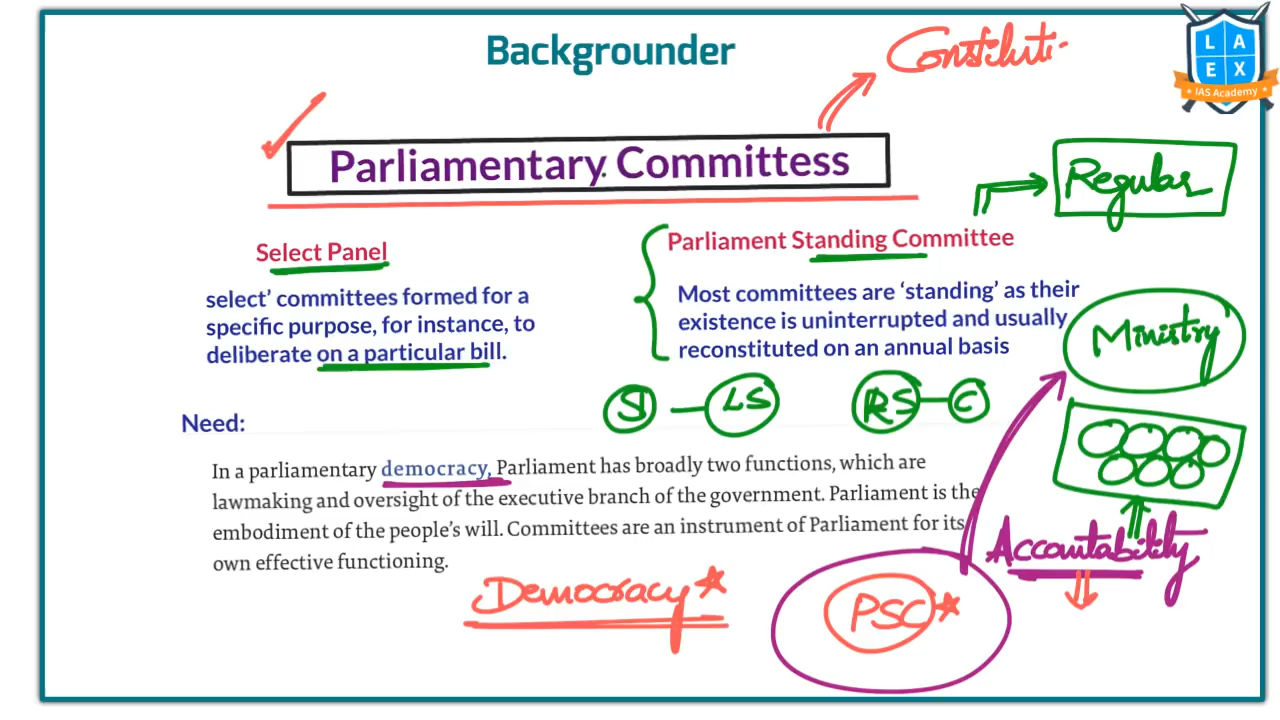 Backgrounder
Constituti
L A
E X
IAS Academy
Parliamentary Committess
Regular
Select Panel
select’ committees formed for a
specific purpose, for instance, to
deliberate on a particular bill.
Parliament Standing Committee
Most committees are ‘standing’ as their
existence is uninterrupted and usually
reconstituted on an annual basis
Ministry
LS
RS
C
Need:
In a parliamentary democracy, Parliament has broadly two functions, which are
lawmaking and oversight of the executive branch of the government. Parliament is the
embodiment of the people’s will. Committees are an instrument of Parliament for its
own effective functioning.
Accountability
Democracy
PSC